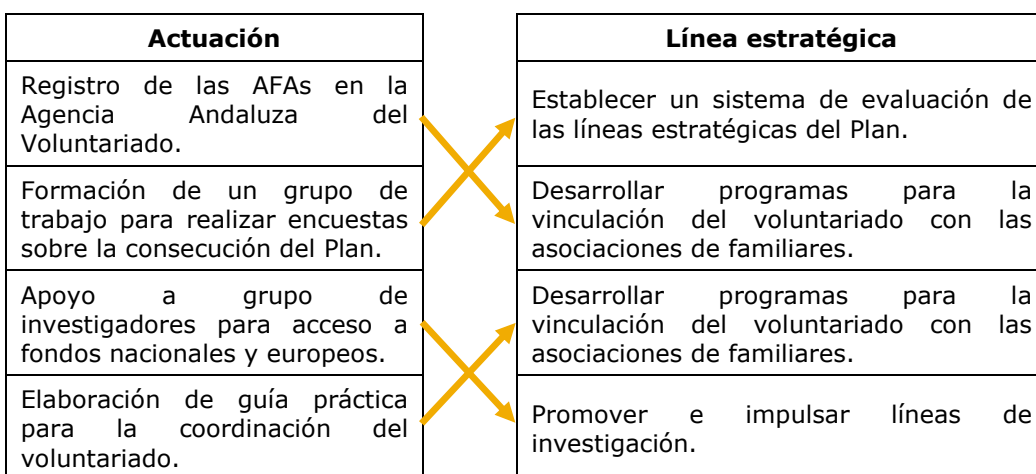 Actuación
Registro de las AFAs en la
Agencia Andaluza del
Voluntariado.
Formación de un grupo de
trabajo para realizar encuestas
sobre la consecución del Plan.
Apoyo a grupo de
investigadores para acceso a
fondos nacionales y europeos.
Elaboración de guía práctica
para la coordinación del
voluntariado.
Línea estratégica
Establecer un sistema de evaluación de
las líneas estratégicas del Plan.
Desarrollar programas para la
vinculación del voluntariado con las
asociaciones de familiares.
Desarrollar programas para la
vinculación del voluntariado con las
asociaciones de familiares.
Promover e impulsar líneas de
investigación.